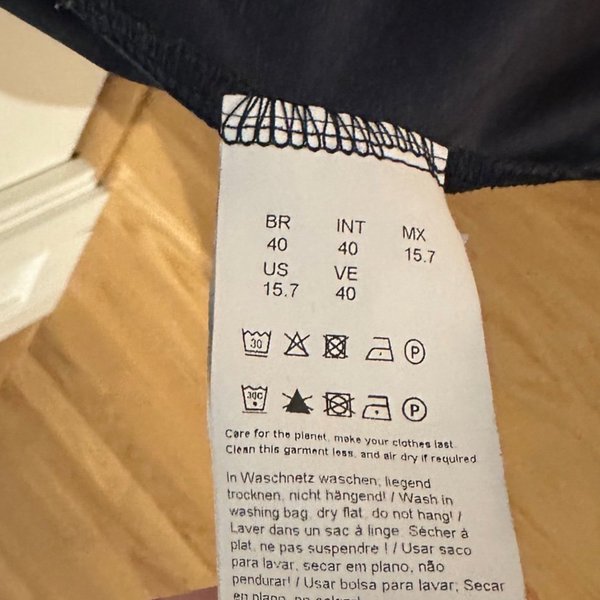 BR INT MX
40 40 15.7
US VE
15.7 40
30 P
30C P
Care for the planet, make your clothes last.
Clean this garment less, and air dry if required
In Waschnetz waschen, liegend
trocknen, nicht hängend! / Wash in
washing bag, dry flat, do not hang! /
Laver dans un sac à linge. Sécher à
plat, ne pas suspendre ! / Usar saco
para lavar, secar em plano, não
pendurar! / Usar bolsa para lavar; Secar
en plano, no